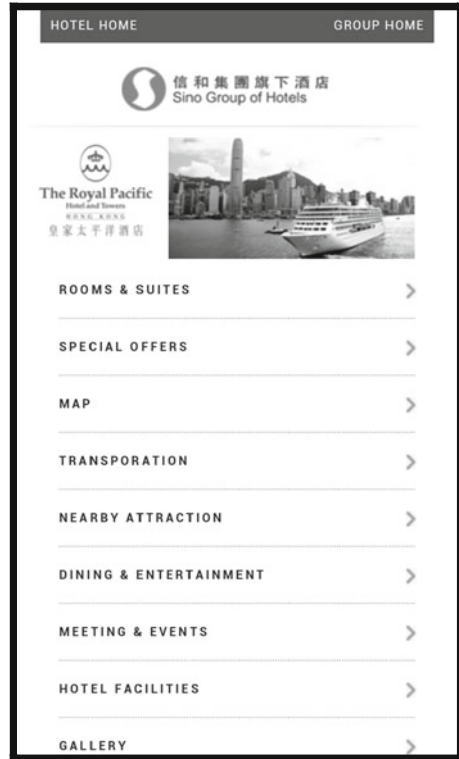 HOTEL HOME GROUP HOME
信和集團旗下酒店
Sino Group of Hotels
The Royal Pacific
Hotel and Towers
HONG KONG
皇家太平洋酒店
ROOMS & SUITES
SPECIAL OFFERS
MAP
TRANSPORATION
NEARBY ATTRACTION
DINING & ENTERTAINMENT
MEETING & EVENTS
HOTEL FACILITIES
GALLERY